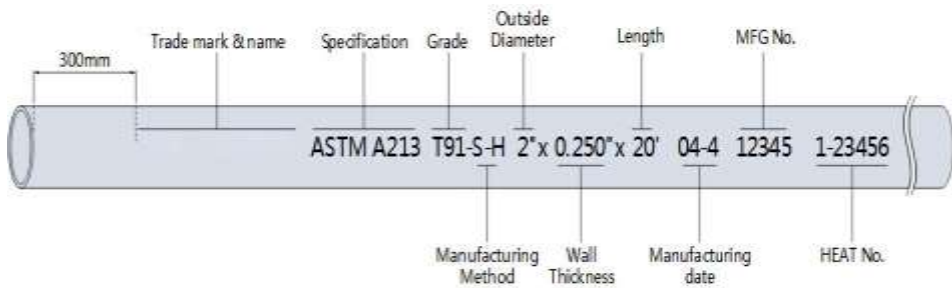 Outside
Diameter
Trade mark & name Specification Grade Length MFG No.
300mm
ASTM A213 T91-S-H 2"x 0.250"x 20' 04-4 12345 1-23456
Manufacturing
Method
Wall
Thickness
Manufacturing
date
HEAT No.